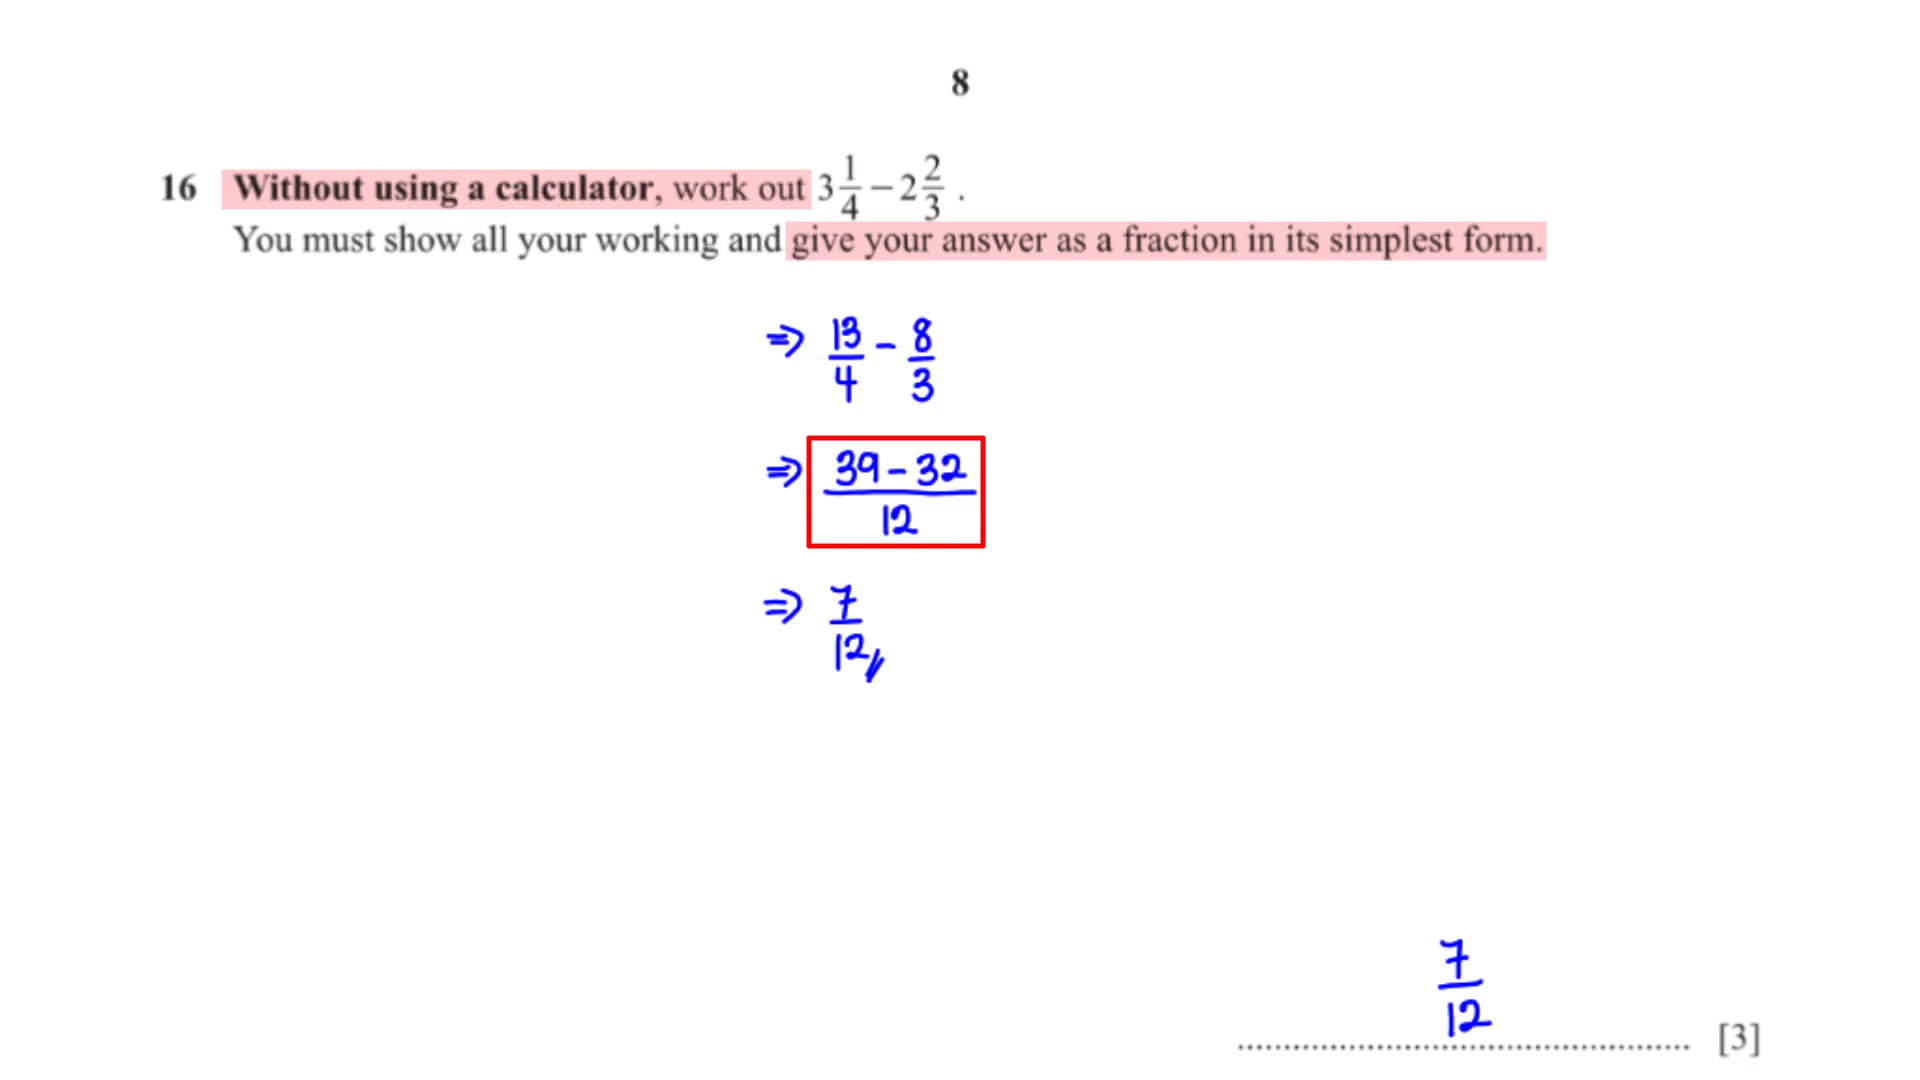 8
16 Without using a calculator, work out 3 1/4 − 2 2/3 .
You must show all your working and give your answer as a fraction in its simplest form.
⇒ 13/4 − 8/3
⇒ 39 − 32 / 12
⇒ 7/12
7/12
.................................................. [3]